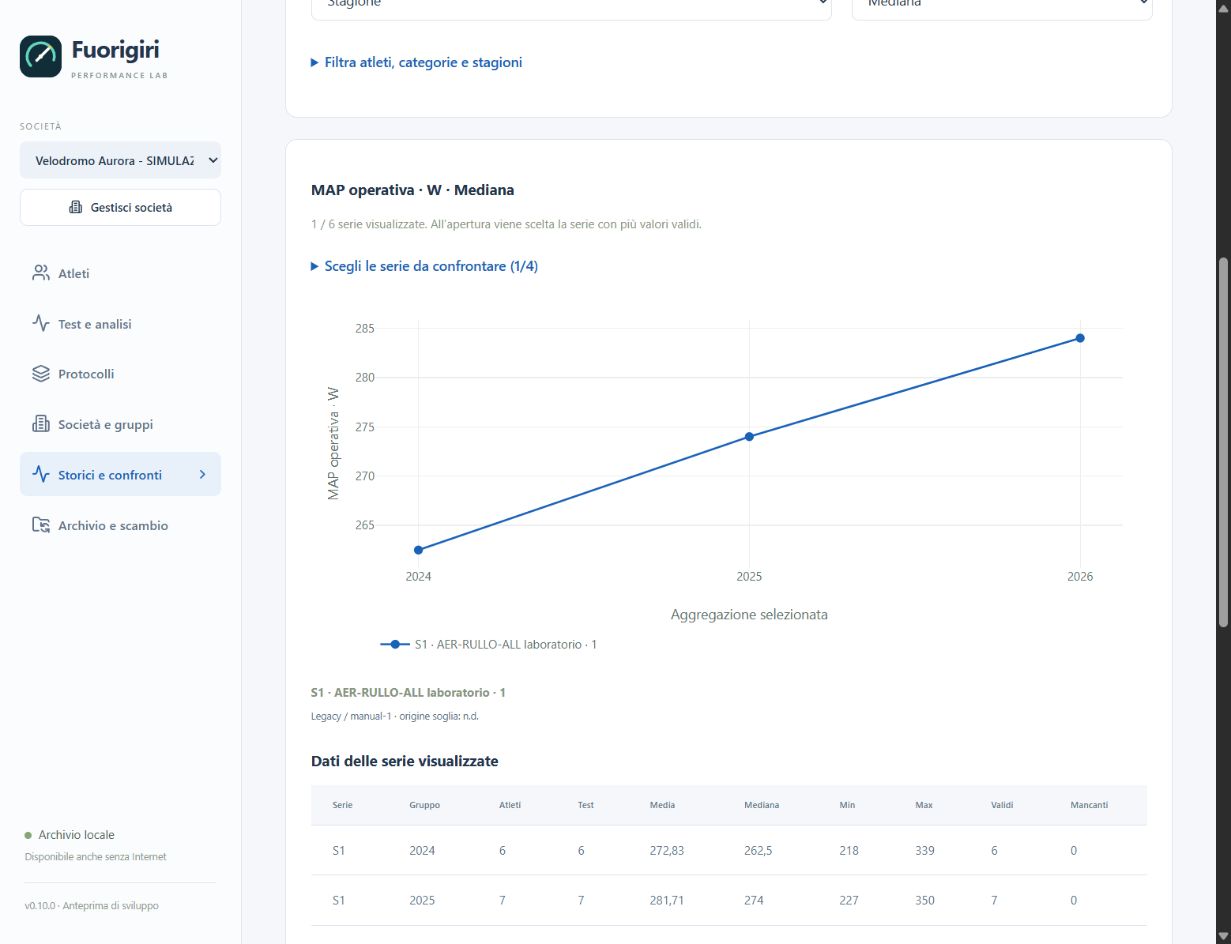 Fuorigiri
PERFORMANCE LAB
SOCIETÀ
Velodromo Aurora - SIMULAZ
Gestisci società
Atleti
Test e analisi
Protocolli
Società e gruppi
Storici e confronti
Archivio e scambio
Archivio locale
Disponibile anche senza Internet
v0.10.0 · Anteprima di sviluppo
Stagione
Mediana
Filtra atleti, categorie e stagioni
MAP operativa · W · Mediana
1 / 6 serie visualizzate. All'apertura viene scelta la serie con più valori validi.
Scegli le serie da confrontare (1/4)
MAP operativa · W
285
280
275
270
265
2024 2025 2026
Aggregazione selezionata
S1 · AER-RULLO-ALL laboratorio · 1
S1 · AER-RULLO-ALL laboratorio · 1
Legacy / manual-1 · origine soglia: n.d.
Dati delle serie visualizzate
Serie Gruppo Atleti Test Media Mediana Min Max Validi Mancanti
S1 2024 6 6 272,83 262,5 218 339 6 0
S1 2025 7 7 281,71 274 227 350 7 0